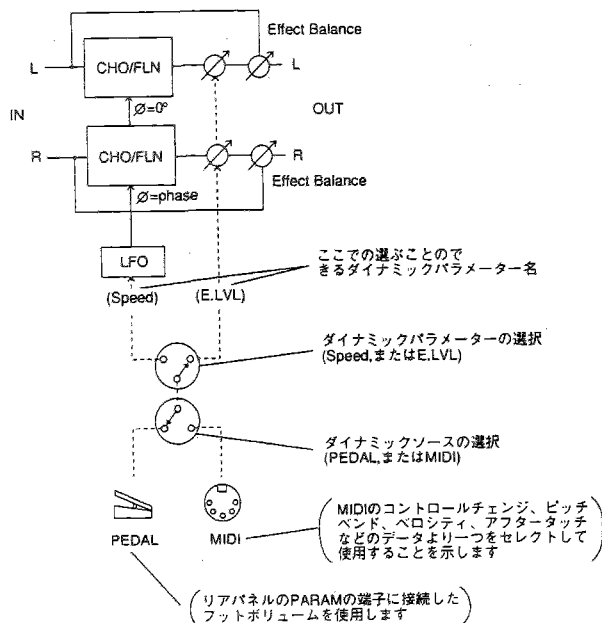 Effect Balance
L
CHO/FLN
L
Ø=0°
IN
OUT
R
CHO/FLN
R
Effect Balance
Ø=phase
LFO
(Speed)
(E.LVL)
ここでの選ぶことので
きるダイナミックパラメーター名
ダイナミックパラメーターの選択
(Speed,またはE.LVL)
ダイナミックソースの選択
(PEDAL,またはMIDI)
PEDAL
MIDI
MIDIのコントロールチェンジ、ピッチ
ベンド、ベロシティ、アフタータッチ
などのデータより一つをセレクトして
使用することを示します
リアパネルのPARAMの端子に接続した
フットボリュームを使用します